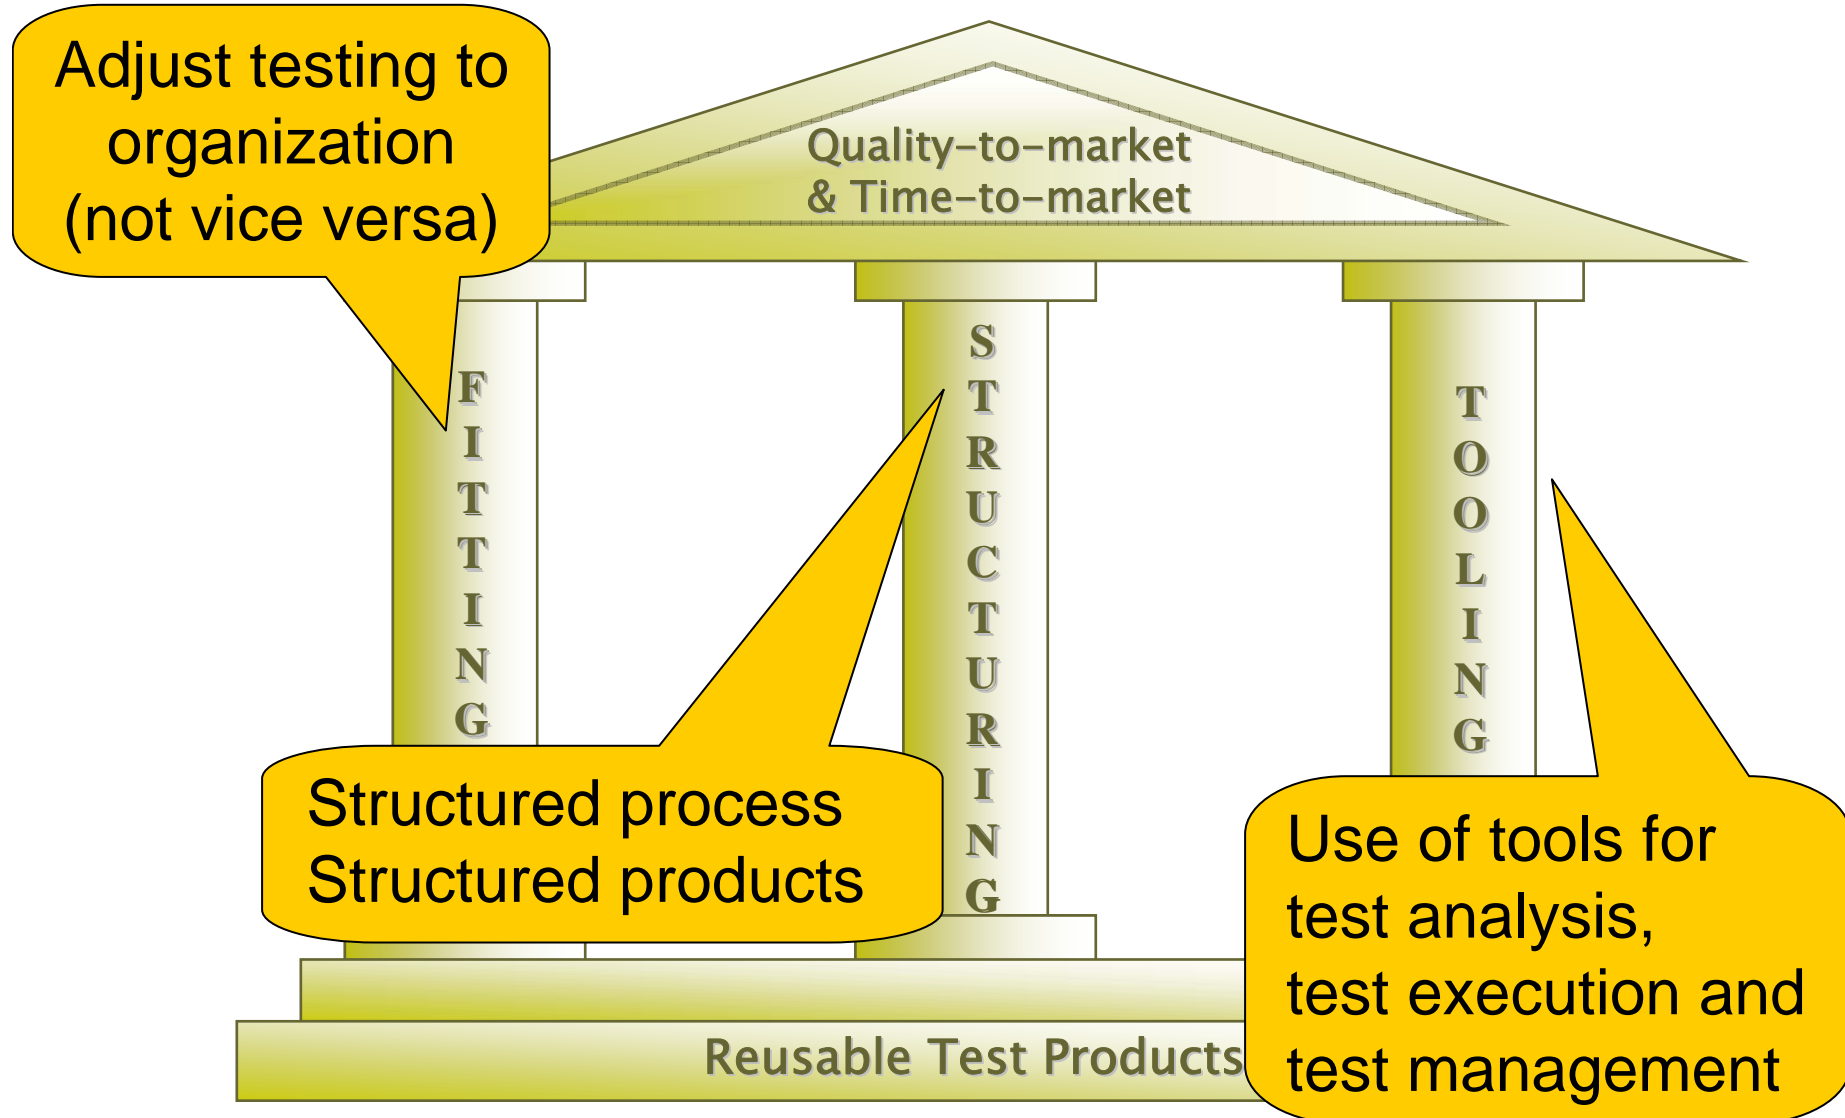 Adjust testing to
organization
(not vice versa)
Quality-to-market
& Time-to-market
FITTING
STRUCTURING
TOOLING
Structured process
Structured products
Use of tools for
test analysis,
test execution and
test management
Reusable Test Products